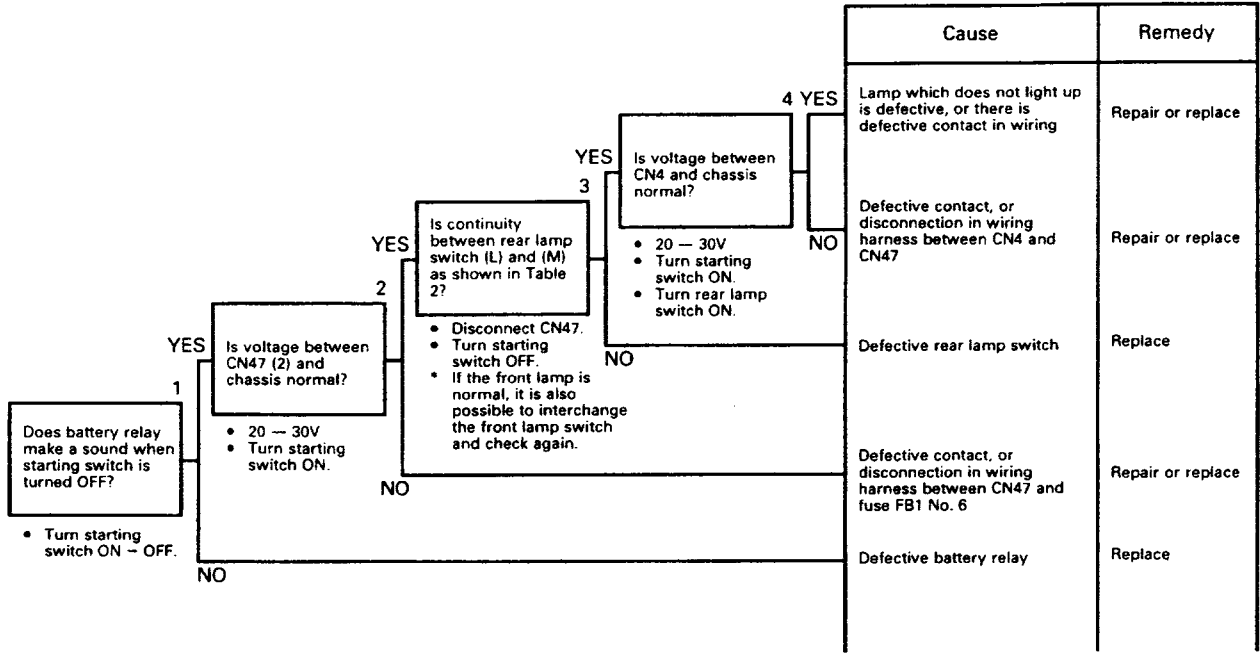 Cause
Remedy
1
Does battery relay
make a sound when
starting switch is
turned OFF?
• Turn starting
switch ON – OFF.
YES
NO
2
Is voltage between
CN47 (2) and
chassis normal?
• 20 — 30V
• Turn starting
switch ON.
YES
NO
3
Is continuity
between rear lamp
switch (L) and (M)
as shown in Table
2?
• Disconnect CN47.
• Turn starting
switch OFF.
* If the front lamp is
normal, it is also
possible to interchange
the front lamp switch
and check again.
YES
NO
4
Is voltage between
CN4 and chassis
normal?
• 20 — 30V
• Turn starting
switch ON.
• Turn rear lamp
switch ON.
YES
NO
Lamp which does not light up
is defective, or there is
defective contact in wiring
Repair or replace
Defective contact, or
disconnection in wiring
harness between CN4 and
CN47
Repair or replace
Defective rear lamp switch
Replace
Defective contact, or
disconnection in wiring
harness between CN47 and
fuse FB1 No. 6
Repair or replace
Defective battery relay
Replace